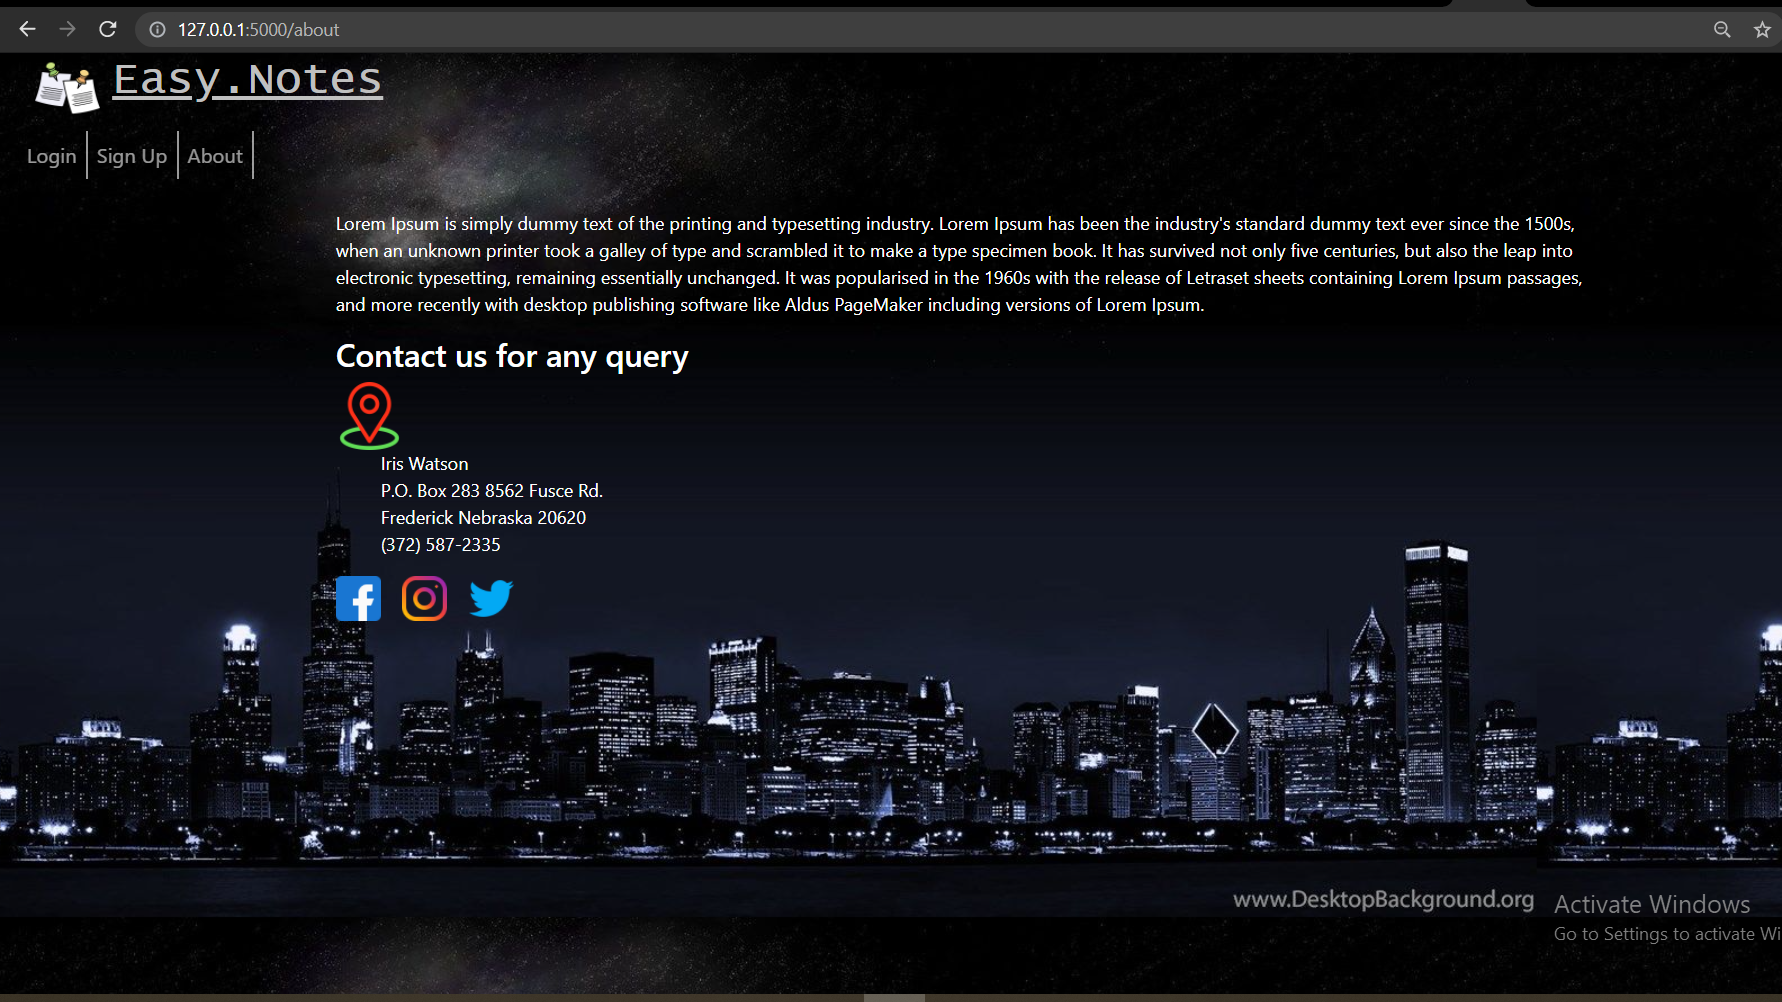 127.0.0.1:5000/about
Easy.Notes
Login Sign Up About
Lorem Ipsum is simply dummy text of the printing and typesetting industry. Lorem Ipsum has been the industry's standard dummy text ever since the 1500s,
when an unknown printer took a galley of type and scrambled it to make a type specimen book. It has survived not only five centuries, but also the leap into
electronic typesetting, remaining essentially unchanged. It was popularised in the 1960s with the release of Letraset sheets containing Lorem Ipsum passages,
and more recently with desktop publishing software like Aldus PageMaker including versions of Lorem Ipsum.
Contact us for any query
Iris Watson
P.O. Box 283 8562 Fusce Rd.
Frederick Nebraska 20620
(372) 587-2335
www.DesktopBackground.org
Activate Windows
Go to Settings to activate Wi